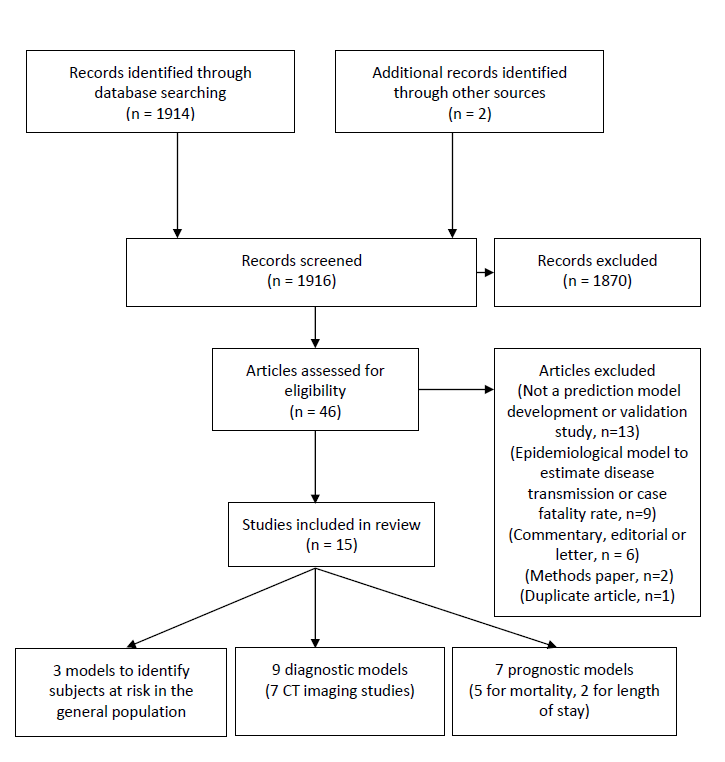 Records identified through
database searching
(n = 1914)
Additional records identified
through other sources
(n = 2)
Records screened
(n = 1916)
Records excluded
(n = 1870)
Articles assessed for
eligibility
(n = 46)
Articles excluded
(Not a prediction model
development or validation
study, n=13)
(Epidemiological model to
estimate disease
transmission or case
fatality rate, n=9)
(Commentary, editorial or
letter, n = 6)
(Methods paper, n=2)
(Duplicate article, n=1)
Studies included in review
(n = 15)
3 models to identify
subjects at risk in the
general population
9 diagnostic models
(7 CT imaging studies)
7 prognostic models
(5 for mortality, 2 for length
of stay)